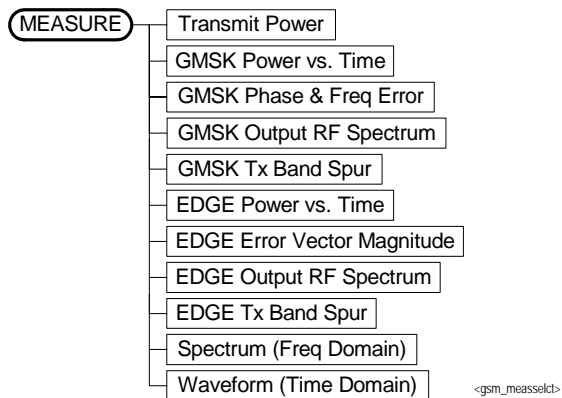 MEASURE
Transmit Power
GMSK Power vs. Time
GMSK Phase & Freq Error
GMSK Output RF Spectrum
GMSK Tx Band Spur
EDGE Power vs. Time
EDGE Error Vector Magnitude
EDGE Output RF Spectrum
EDGE Tx Band Spur
Spectrum (Freq Domain)
Waveform (Time Domain)
<gsm_measselct>